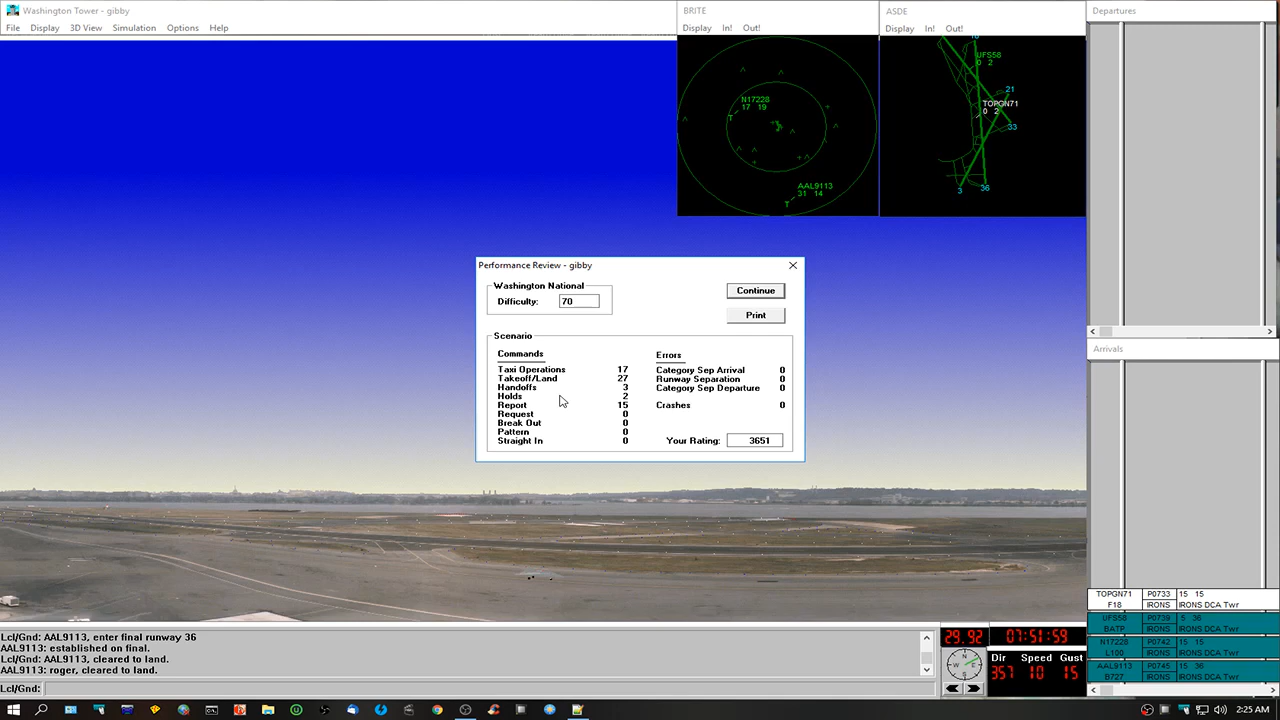 Washington Tower - gibby
File Display 3D View Simulation Options Help
BRITE
Display In! Out!
N17228
17 19
AAL9113
31 14
ASDE
Display In! Out!
UFS58
0 2
21
TOPGN71
0 2
33
3
36
Departures
Performance Review - gibby
Washington National
Difficulty: 70
Continue
Print
Scenario
Commands
Taxi Operations 17
Takeoff/Land 27
Handoffs 3
Holds 2
Report 15
Request 0
Break Out 0
Pattern 0
Straight In 0
Errors
Category Sep Arrival 0
Runway Separation 0
Category Sep Departure 0
Crashes 0
Your Rating: 3651
Arrivals
TOPGN71 P0733 15 15
F18 IRONS IRONS DCA Twr
UFS58 P0739 5 36
BATP IRONS IRONS DCA Twr
N17228 P0742 15 15
L100 IRONS IRONS DCA Twr
AAL9113 P0745 15 36
B727 IRONS IRONS DCA Twr
Lcl/Gnd: AAL9113, enter final runway 36
AAL9113: established on final.
Lcl/Gnd: AAL9113, cleared to land.
AAL9113: roger, cleared to land.
Lcl/Gnd:
29.92 07:51:59
N
W E
S
Dir Speed Gust
357 10 15
2:25 AM